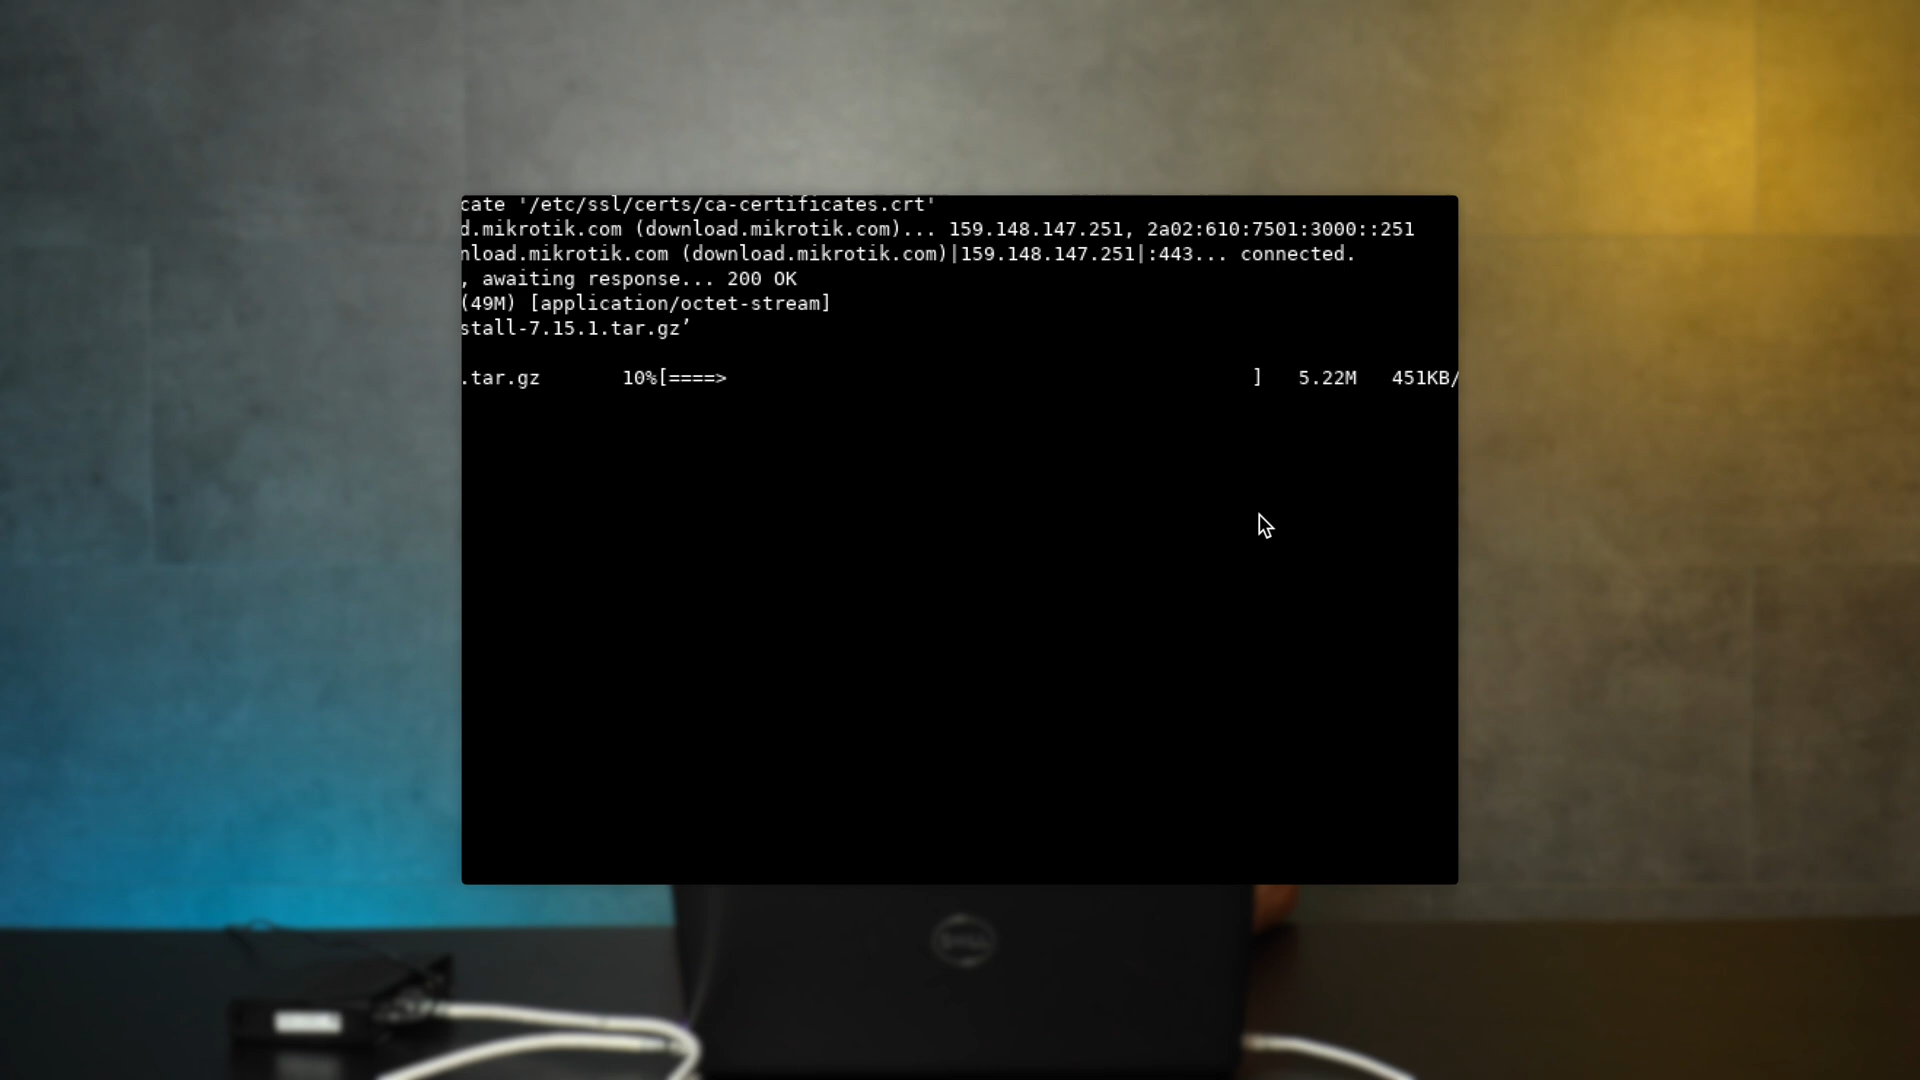 cate '/etc/ssl/certs/ca-certificates.crt'
d.mikrotik.com (download.mikrotik.com)... 159.148.147.251, 2a02:610:7501:3000::251
nload.mikrotik.com (download.mikrotik.com)|159.148.147.251|:443... connected.
, awaiting response... 200 OK
(49M) [application/octet-stream]
stall-7.15.1.tar.gz’
.tar.gz       10%[====>                                             ]   5.22M   451KB/
DELL